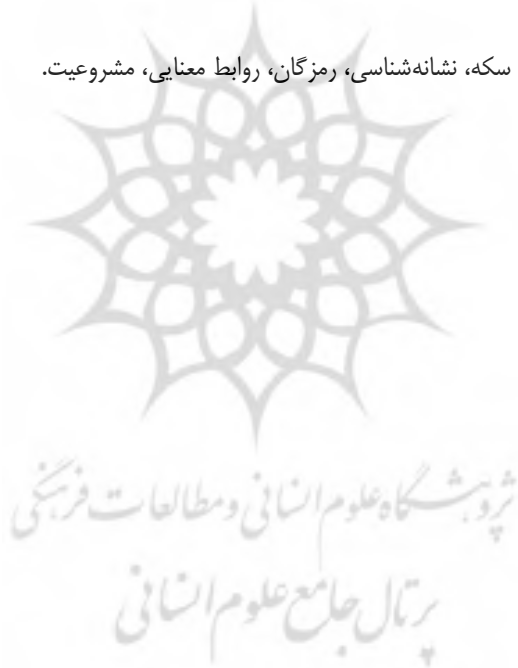 سکه، نشانه‌شناسی، رمزگان، روابط معنایی، مشروعیت.
پژوهشگاه علوم انسانی و مطالعات فرهنگی
پرتال جامع علوم انسانی